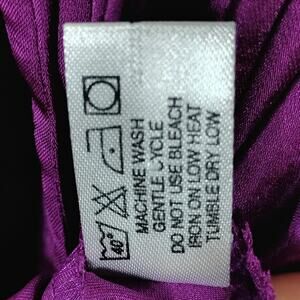 40°
MACHINE WASH
GENTLE CYCLE
DO NOT USE BLEACH
IRON ON LOW HEAT
TUMBLE DRY LOW